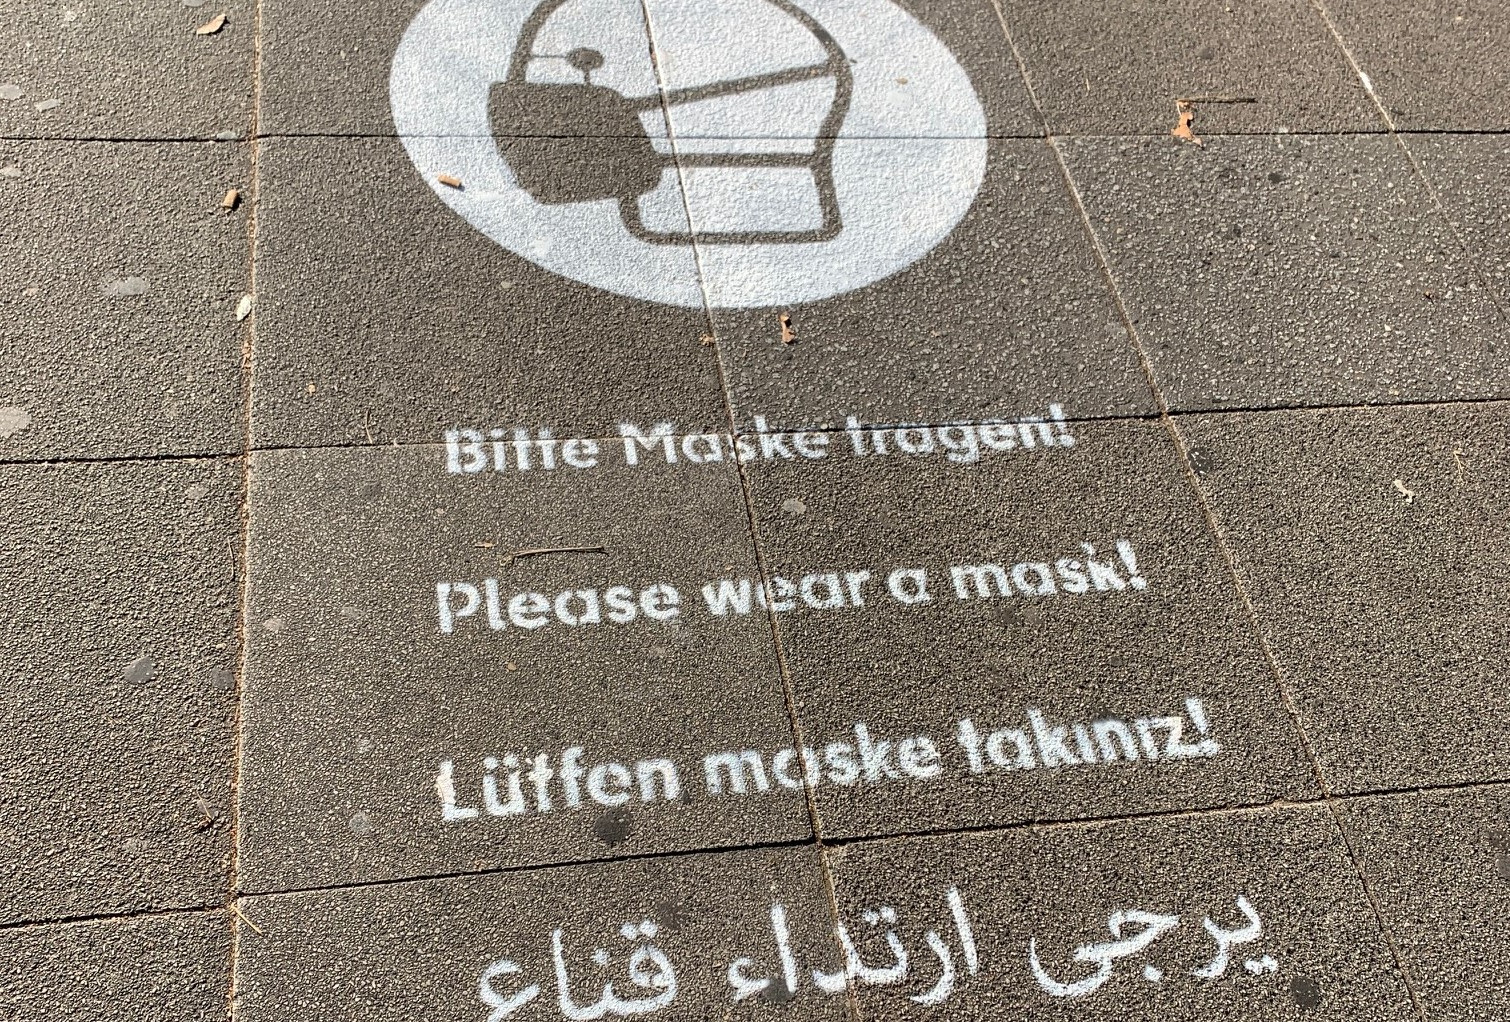 Bitte Maske tragen!
Please wear a mask!
Lütfen maske takınız!
يرجى ارتداء قناع